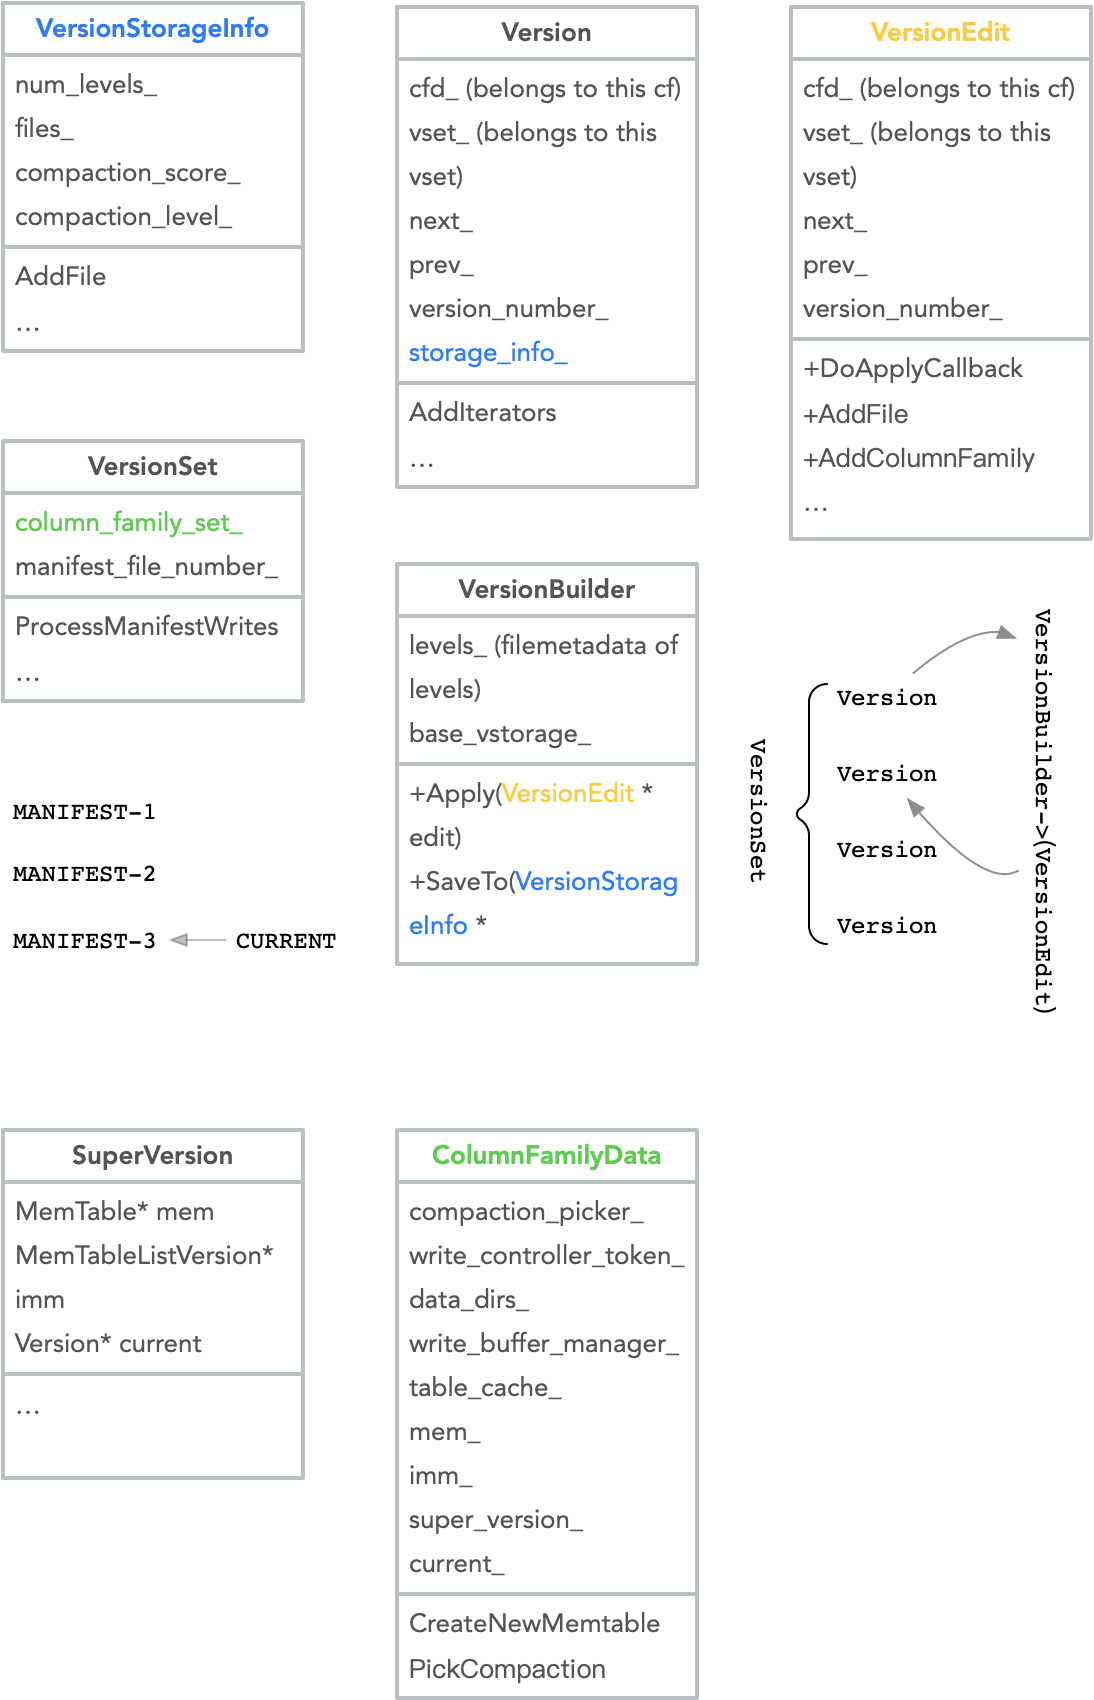 VersionStorageInfo
num_levels_
files_
compaction_score_
compaction_level_
AddFile
...
Version
cfd_ (belongs to this cf)
vset_ (belongs to this
vset)
next_
prev_
version_number_
storage_info_
AddIterators
...
VersionEdit
cfd_ (belongs to this cf)
vset_ (belongs to this
vset)
next_
prev_
version_number_
+DoApplyCallback
+AddFile
+AddColumnFamily
...
VersionSet
column_family_set_
manifest_file_number_
ProcessManifestWrites
...
VersionBuilder
levels_ (filemetadata of
levels)
base_vstorage_
+Apply(VersionEdit *
edit)
+SaveTo(VersionStorag
eInfo *
VersionSet
Version
Version
Version
Version
VersionBuilder->(VersionEdit)
MANIFEST-1
MANIFEST-2
MANIFEST-3
CURRENT
SuperVersion
MemTable* mem
MemTableListVersion*
imm
Version* current
...
ColumnFamilyData
compaction_picker_
write_controller_token_
data_dirs_
write_buffer_manager_
table_cache_
mem_
imm_
super_version_
current_
CreateNewMemtable
PickCompaction